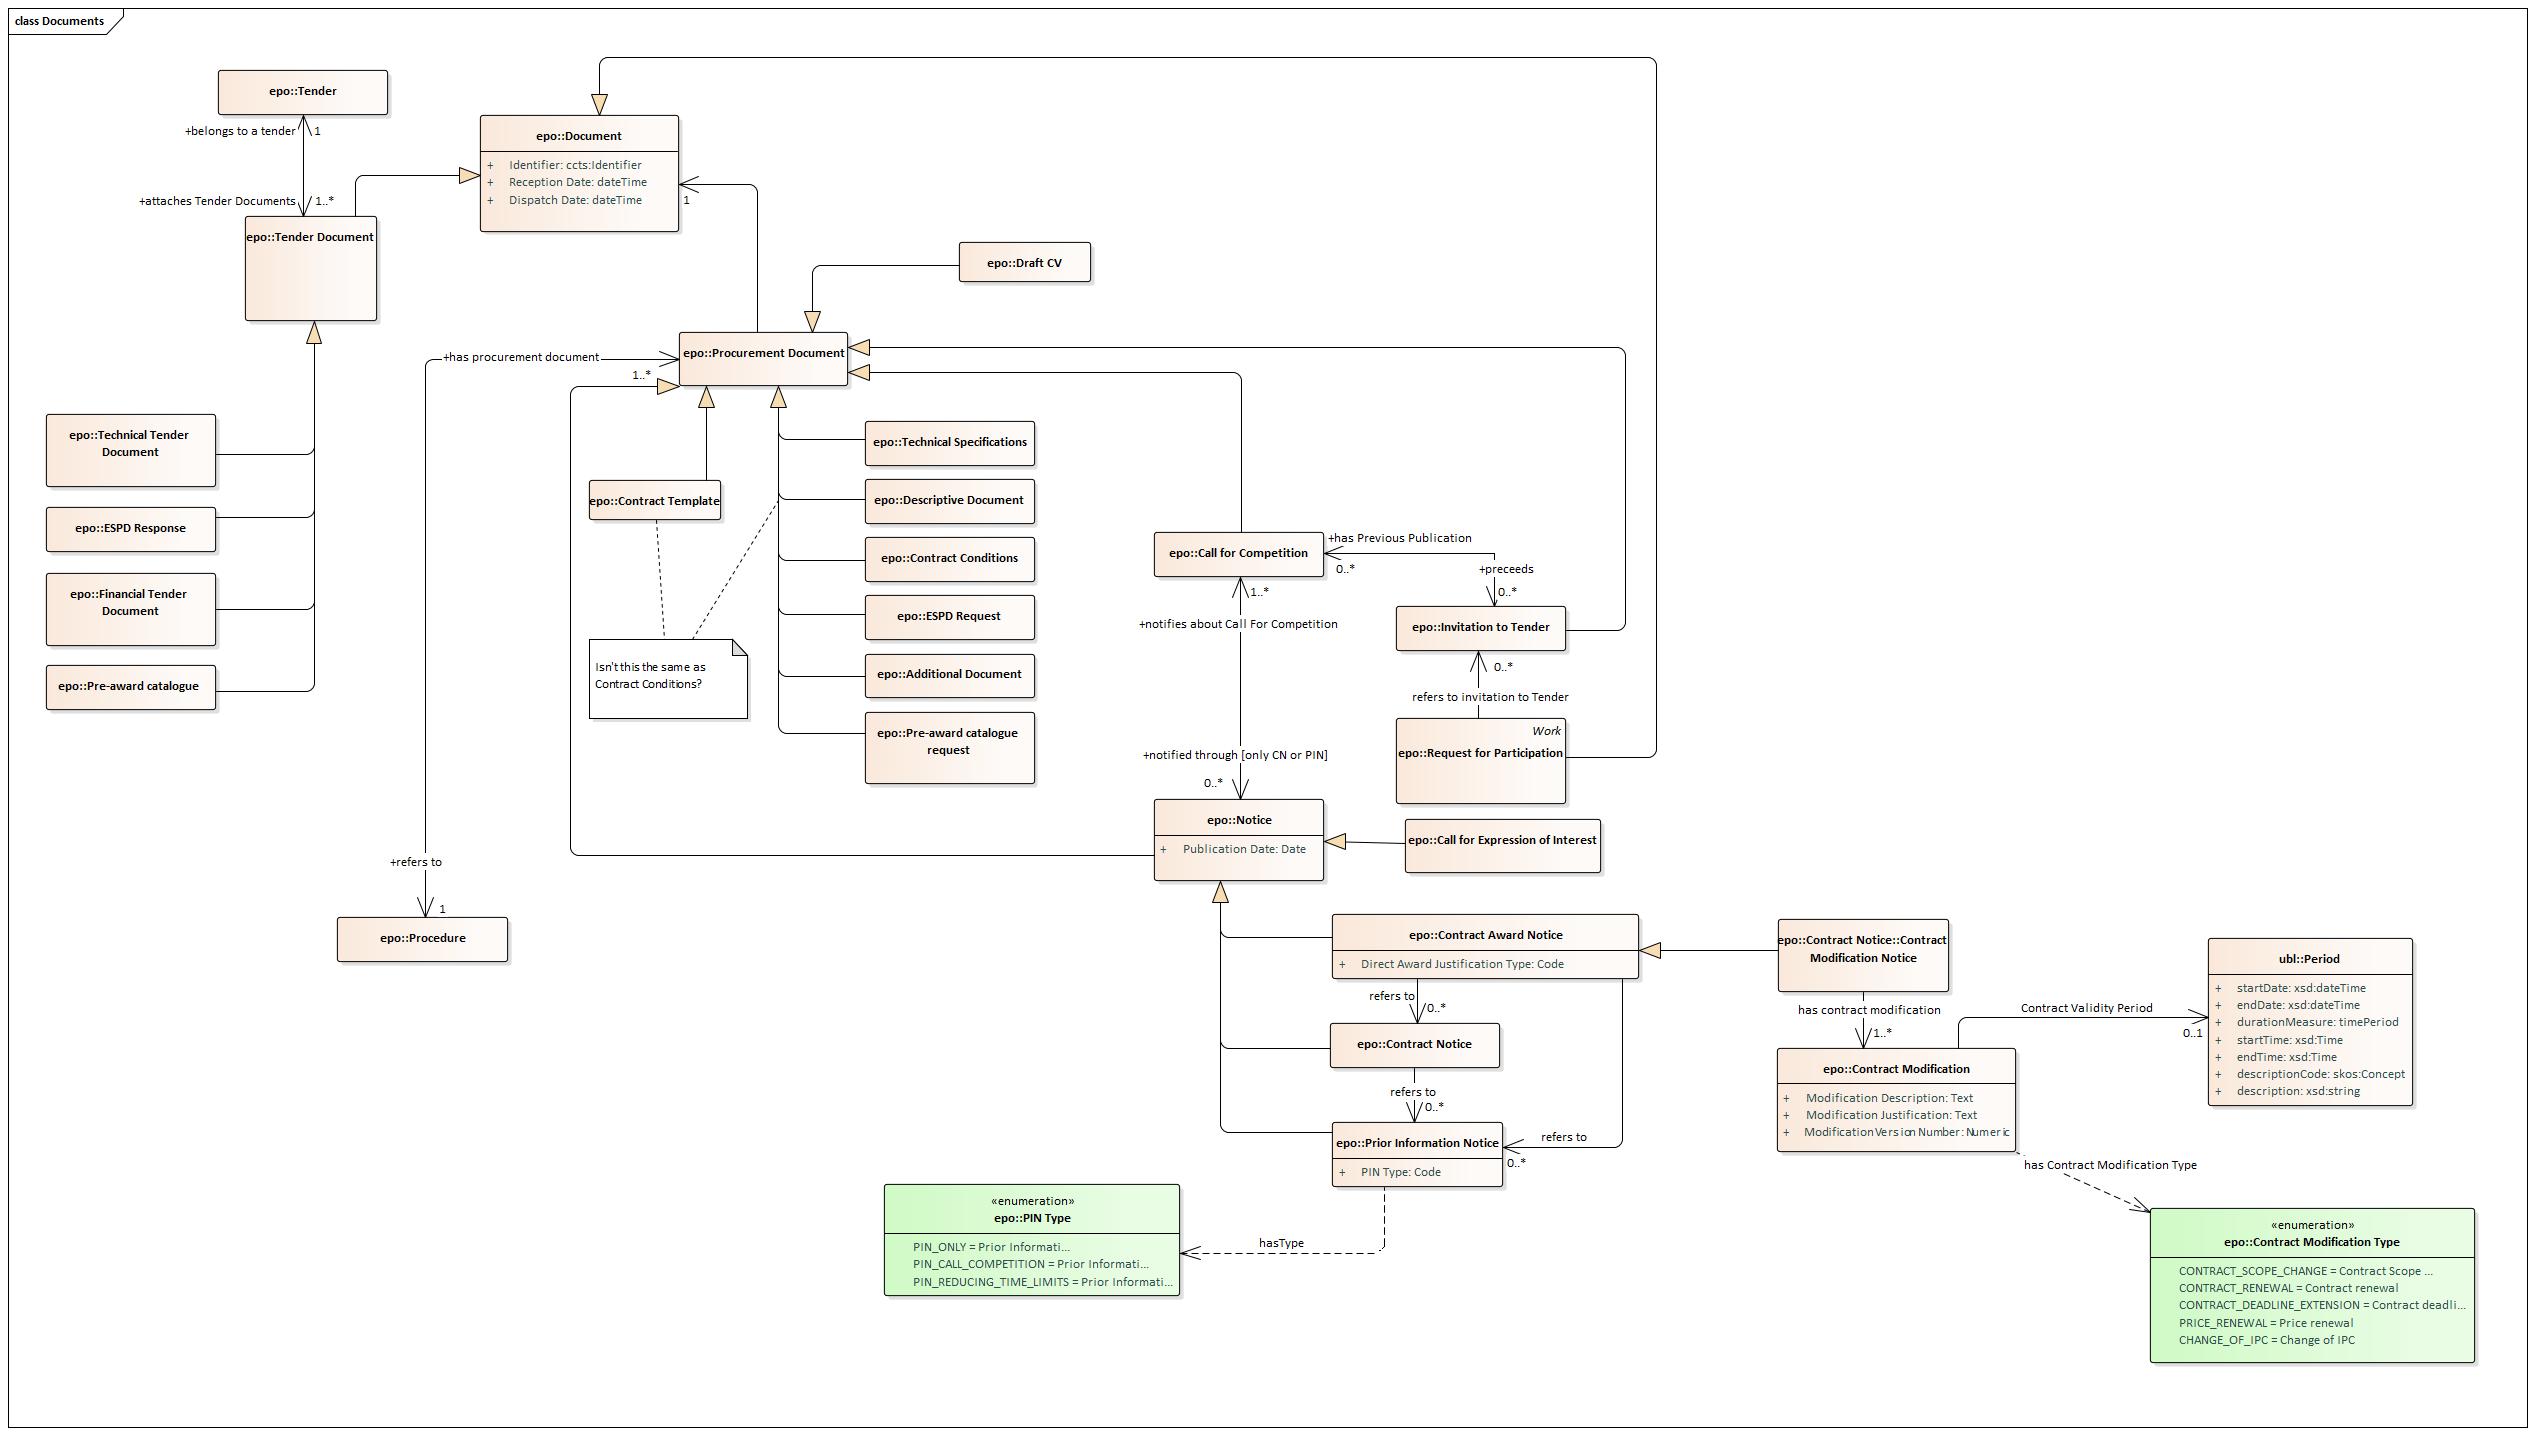 class Documents
epo::Tender
+belongs to a tender
1
+attaches Tender Documents
1..*
epo::Tender Document
epo::Document
+ Identifier: ccts:Identifier
+ Reception Date: dateTime
+ Dispatch Date: dateTime
1
epo::Draft CV
+has procurement document
1..*
epo::Procurement Document
epo::Technical Tender
Document
epo::ESPD Response
epo::Financial Tender
Document
epo::Pre-award catalogue
epo::Contract Template
Isn't this the same as
Contract Conditions?
epo::Technical Specifications
epo::Descriptive Document
epo::Contract Conditions
epo::ESPD Request
epo::Additional Document
epo::Pre-award catalogue
request
epo::Call for Competition
+has Previous Publication
0..*
+preceeds
0..*
1..*
+notifies about Call For Competition
epo::Invitation to Tender
0..*
refers to invitation to Tender
Work
epo::Request for Participation
+notified through [only CN or PIN]
0..*
epo::Notice
+ Publication Date: Date
epo::Call for Expression of Interest
+refers to
1
epo::Procedure
epo::Contract Award Notice
+ Direct Award Justification Type: Code
refers to
0..*
epo::Contract Notice
refers to
0..*
epo::Prior Information Notice
+ PIN Type: Code
refers to
0..*
epo::Contract Notice::Contract
Modification Notice
has contract modification
1..*
epo::Contract Modification
+ Modification Description: Text
+ Modification Justification: Text
+ ModificationVersion Number: Numeric
Contract Validity Period
0..1
ubl::Period
+ startDate: xsd:dateTime
+ endDate: xsd:dateTime
+ durationMeasure: timePeriod
+ startTime: xsd:Time
+ endTime: xsd:Time
+ descriptionCode: skos:Concept
+ description: xsd:string
has Contract Modification Type
hasType
«enumeration»
epo::PIN Type
PIN_ONLY = Prior Informati...
PIN_CALL_COMPETITION = Prior Informati...
PIN_REDUCING_TIME_LIMITS = Prior Informati...
«enumeration»
epo::Contract Modification Type
CONTRACT_SCOPE_CHANGE = Contract Scope ...
CONTRACT_RENEWAL = Contract renewal
CONTRACT_DEADLINE_EXTENSION = Contract deadli...
PRICE_RENEWAL = Price renewal
CHANGE_OF_IPC = Change of IPC